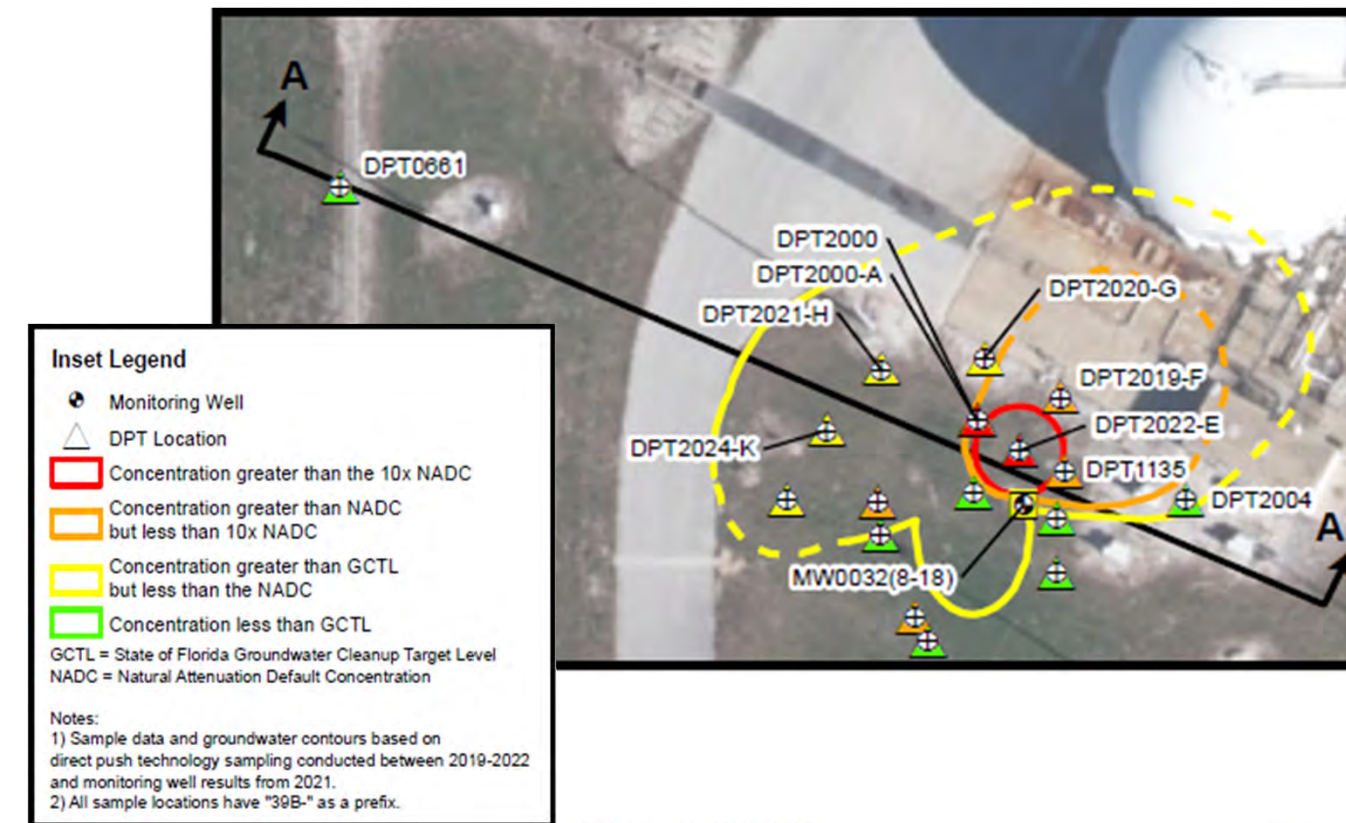 A
DPT0661
DPT2000
DPT2000-A
DPT2020-G
DPT2021-H
DPT2019-F
DPT2022-E
DPT2024-K
DPT1135
DPT2004
A
MW0032(8-18)
Inset Legend
Monitoring Well
DPT Location
Concentration greater than the 10x NADC
Concentration greater than NADC
but less than 10x NADC
Concentration greater than GCTL
but less than the NADC
Concentration less than GCTL
GCTL = State of Florida Groundwater Cleanup Target Level
NADC = Natural Attenuation Default Concentration
Notes:
1) Sample data and groundwater contours based on
direct push technology sampling conducted between 2019-2022
and monitoring well results from 2021.
2) All sample locations have "39B-" as a prefix.